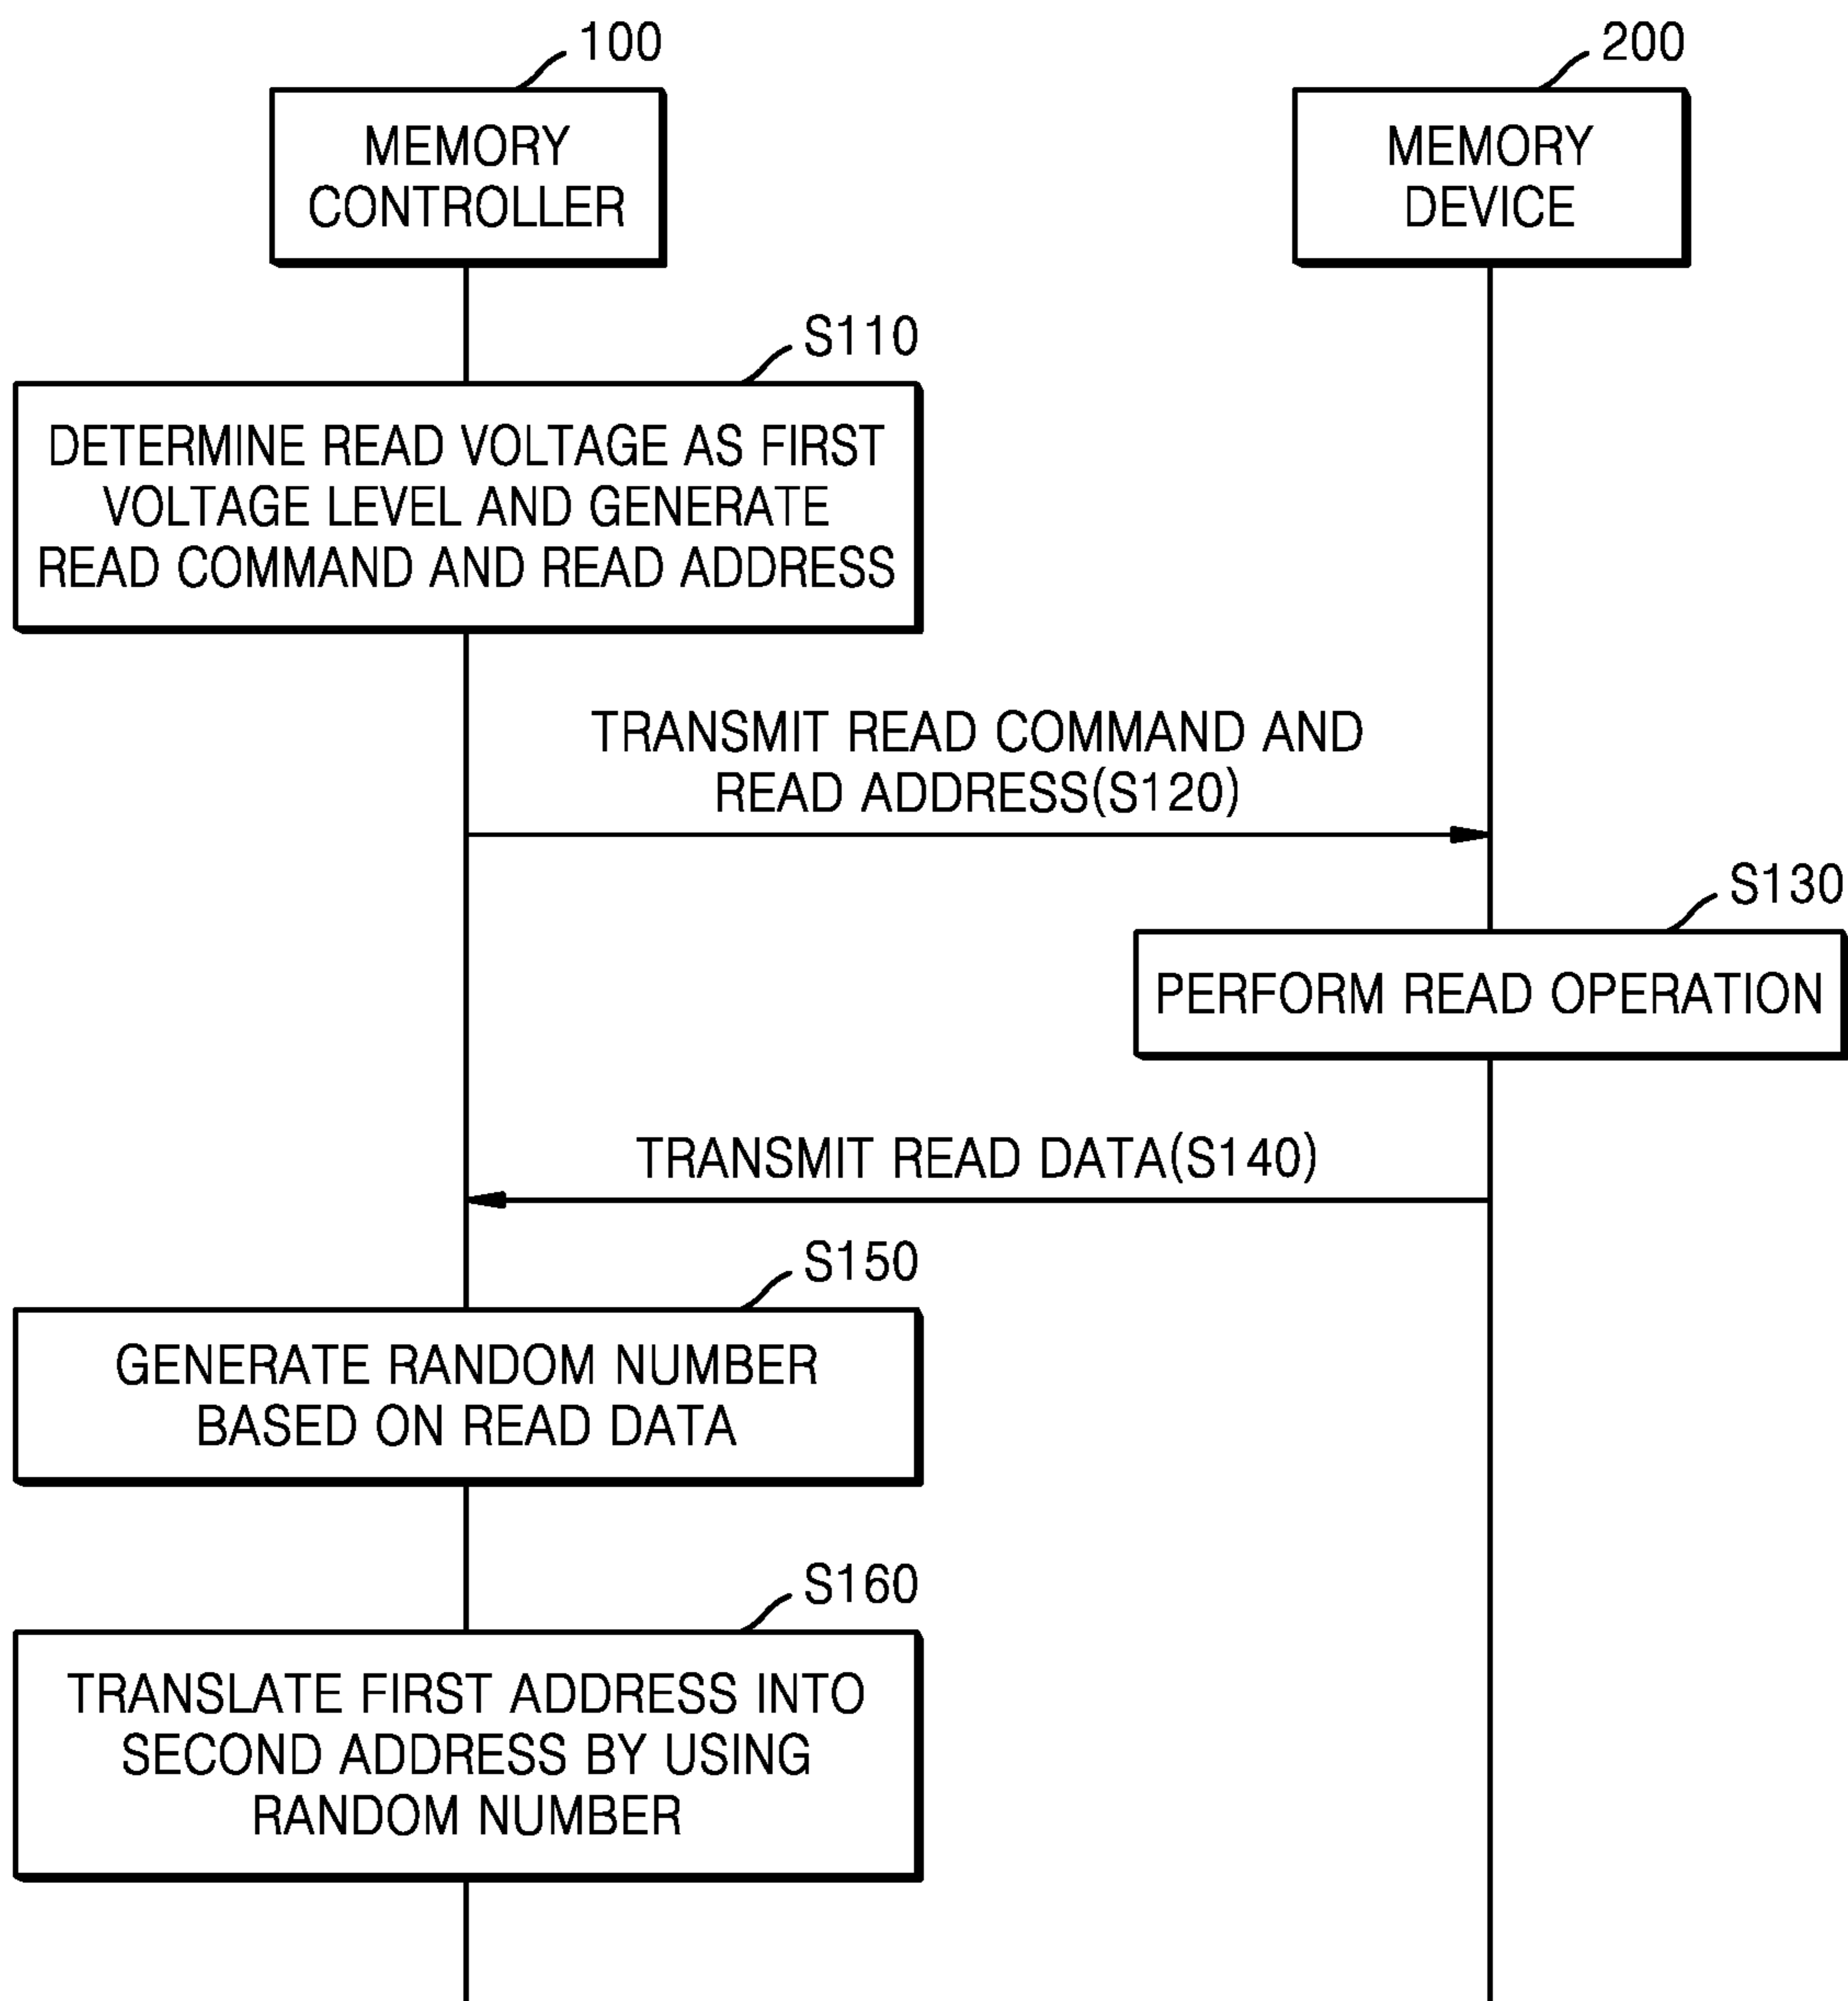 100
200
MEMORY
CONTROLLER
MEMORY
DEVICE
S110
DETERMINE READ VOLTAGE AS FIRST
VOLTAGE LEVEL AND GENERATE
READ COMMAND AND READ ADDRESS
TRANSMIT READ COMMAND AND
READ ADDRESS(S120)
S130
PERFORM READ OPERATION
TRANSMIT READ DATA(S140)
S150
GENERATE RANDOM NUMBER
BASED ON READ DATA
S160
TRANSLATE FIRST ADDRESS INTO
SECOND ADDRESS BY USING
RANDOM NUMBER